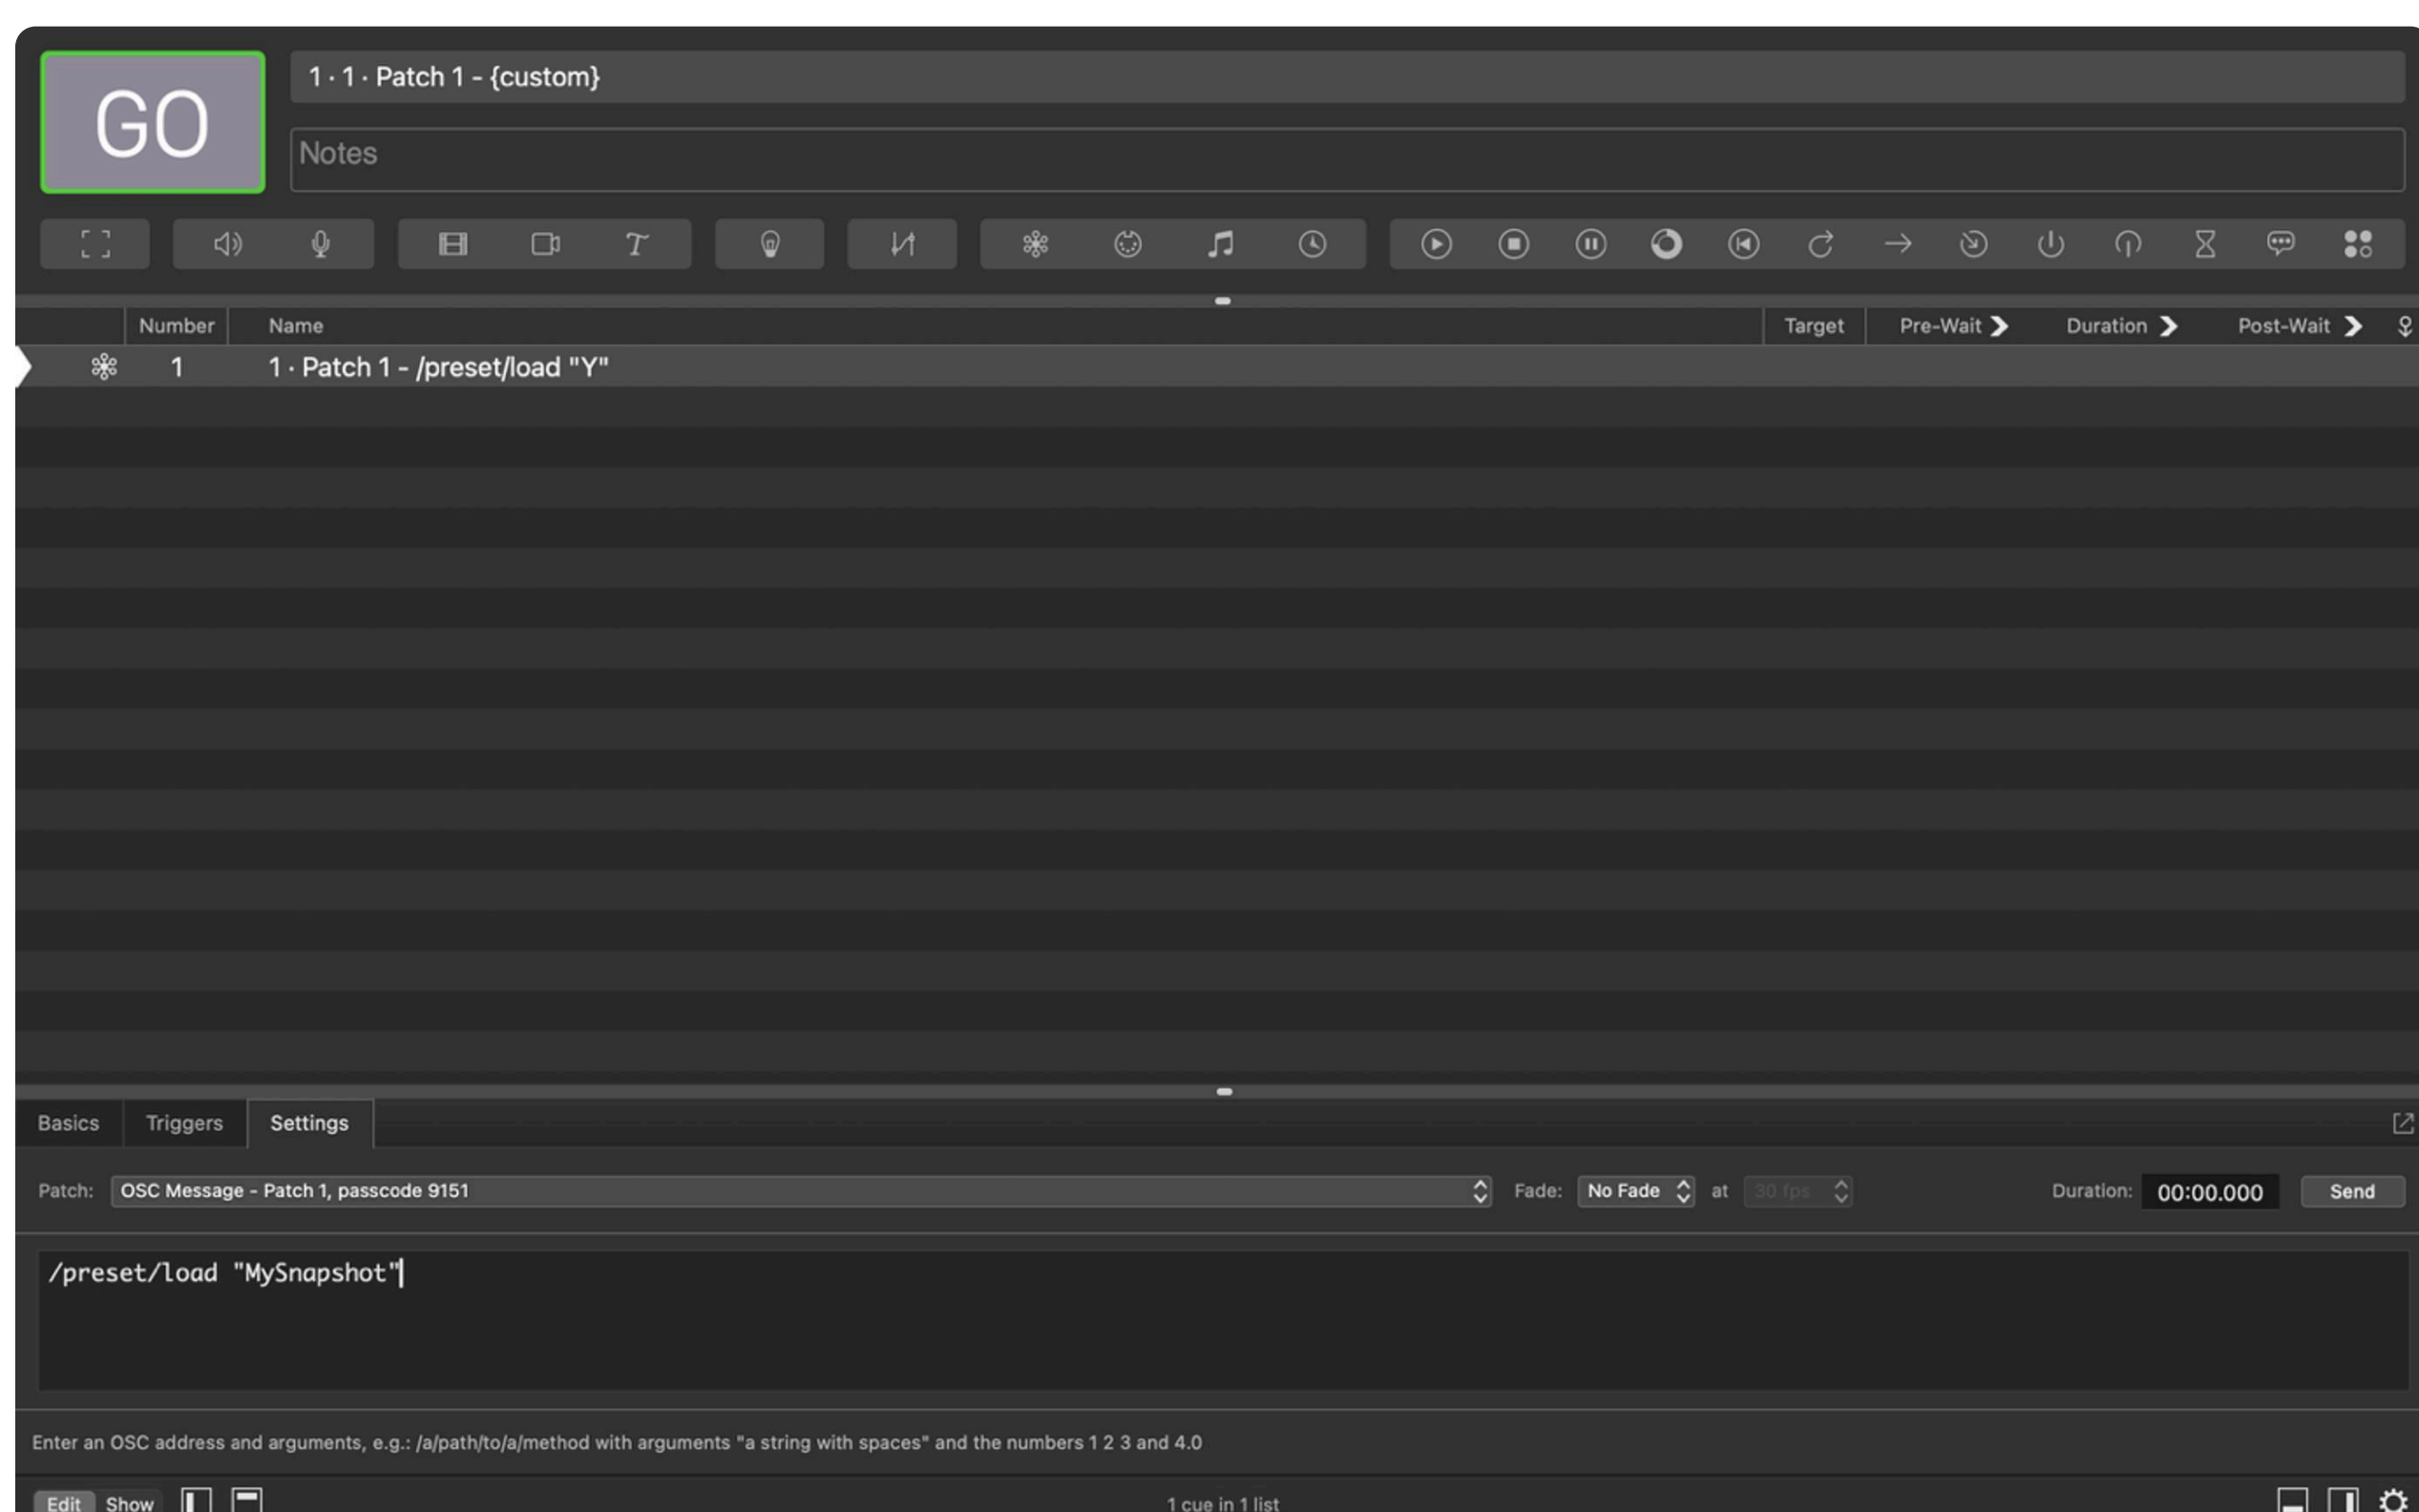 GO
1 · 1 · Patch 1 - {custom}
Notes
Number Name Target Pre-Wait Duration Post-Wait
1 1 · Patch 1 - /preset/load "Y"
Basics Triggers Settings
Patch: OSC Message - Patch 1, passcode 9151 Fade: No Fade at 30 fps Duration: 00:00.000 Send
/preset/load "MySnapshot"
Enter an OSC address and arguments, e.g.: /a/path/to/a/method with arguments "a string with spaces" and the numbers 1 2 3 and 4.0
Edit Show 1 cue in 1 list